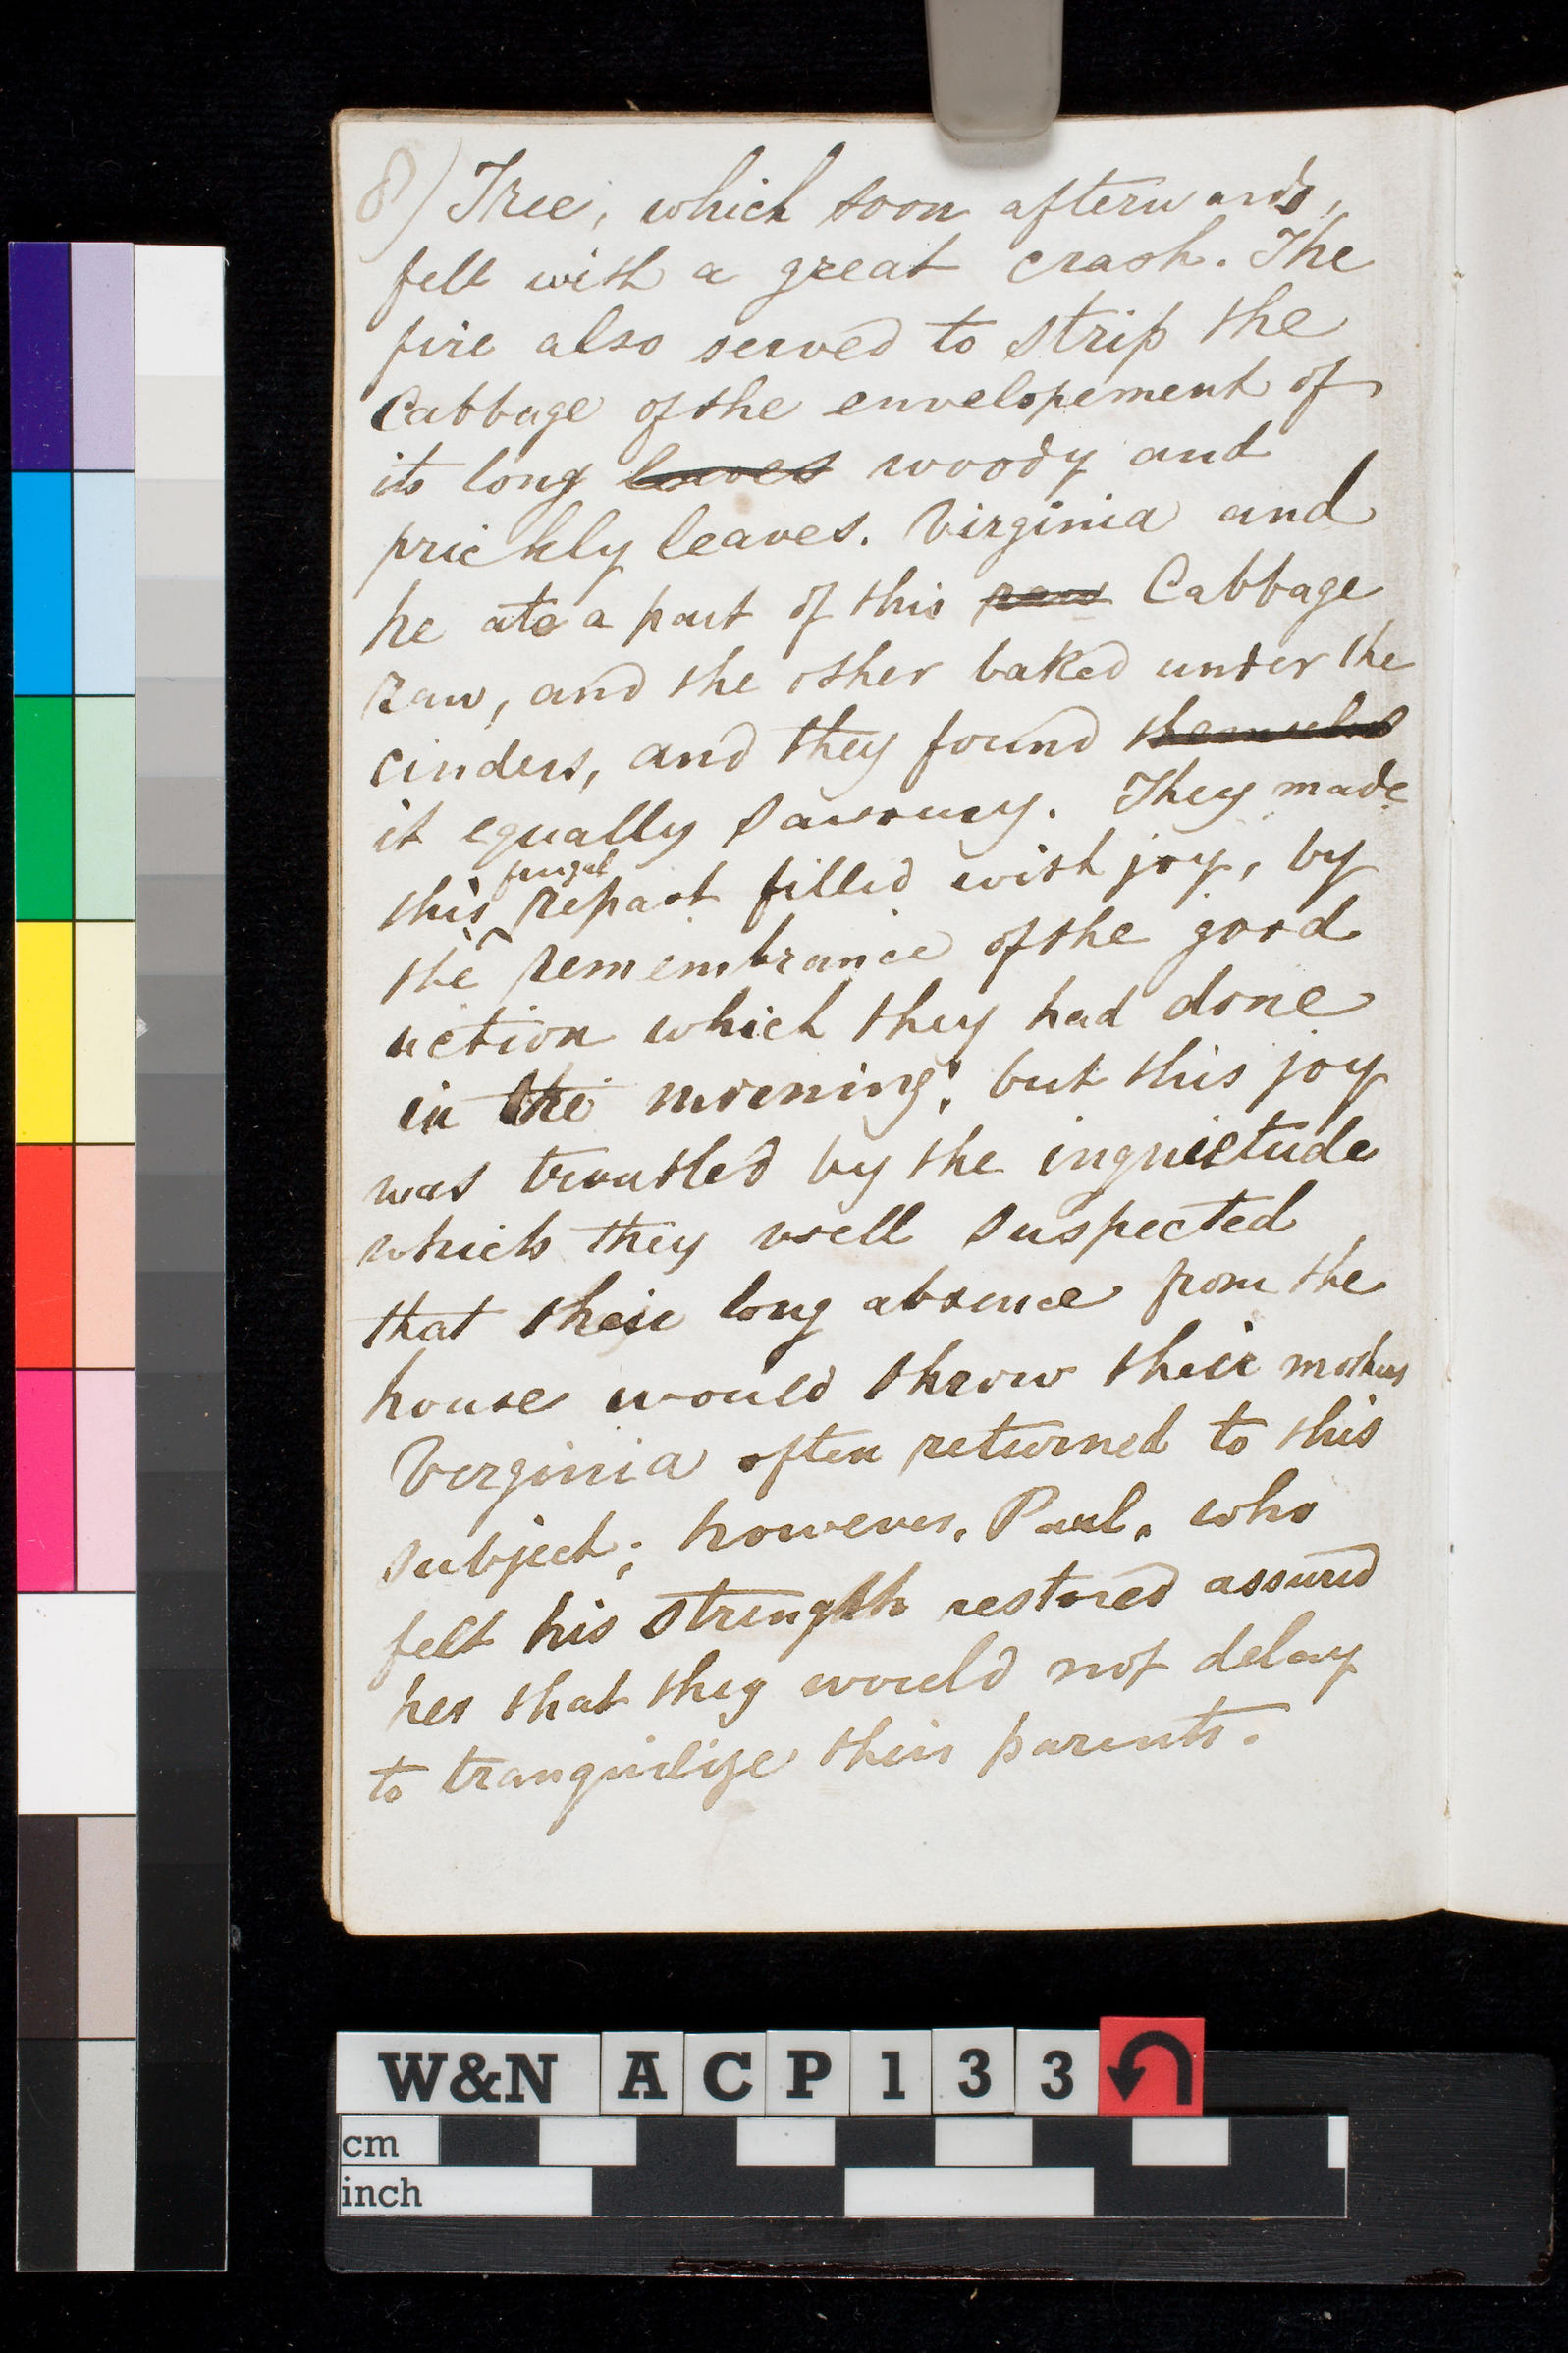 8) Tree, which soon afterwards,
fell with a great crash. The
fire also served to strip the
Cabbage of the envelopement of
its long leaves woody and
prickly leaves. Virginia and
he ate a part of this raw Cabbage
raw, and the other baked under the
cinders, and they found themselves
it equally savoury. They made
frugal
this repast filled with joy, by
the remembrance of the good
action which they had done
in the morning; but this joy
was troubled by the inquietude
which they well suspected
that their long absence from the
house would throw their mothers
Virginia often returned to this
subject; however, Paul, who
felt his strength restored assured
her that they would not delay
to tranquilize their parents.
W&N ACP133
cm
inch